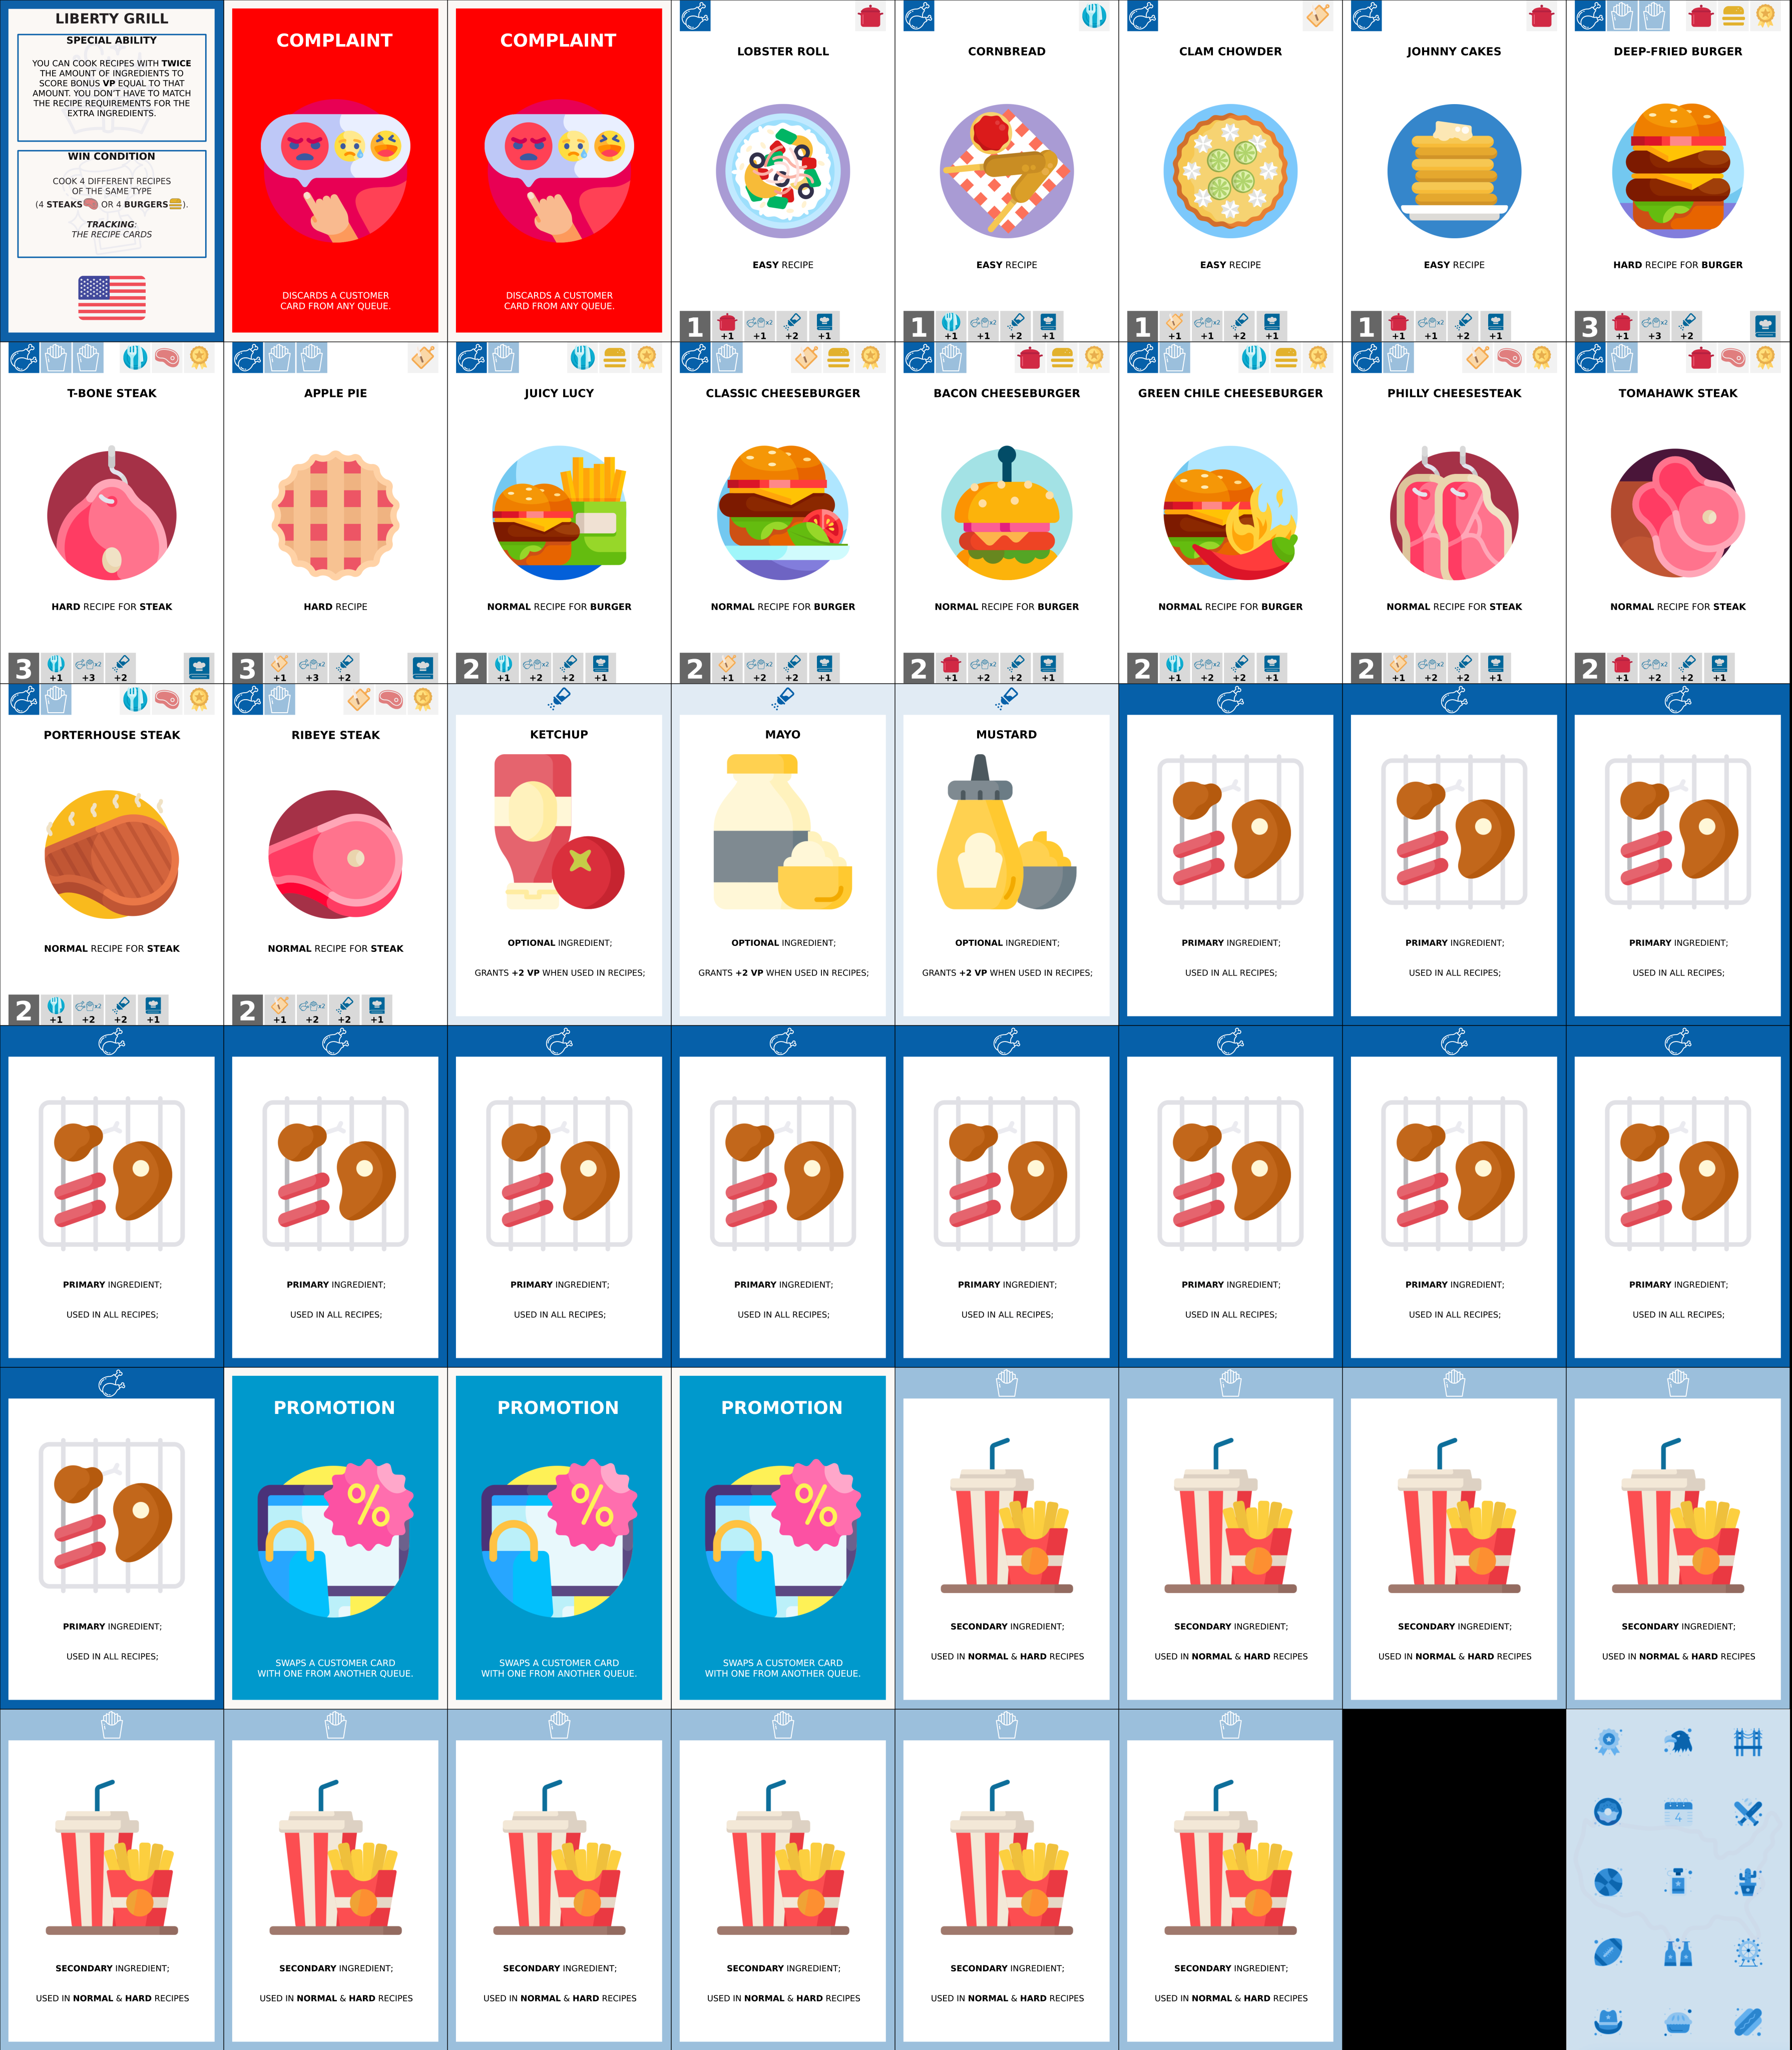 LIBERTY GRILL
SPECIAL ABILITY
YOU CAN COOK RECIPES WITH TWICE
THE AMOUNT OF INGREDIENTS TO
SCORE BONUS VP EQUAL TO THAT
AMOUNT. YOU DON'T HAVE TO MATCH
THE RECIPE REQUIREMENTS FOR THE
EXTRA INGREDIENTS.
WIN CONDITION
COOK 4 DIFFERENT RECIPES
OF THE SAME TYPE
(4 STEAKS OR 4 BURGERS).
TRACKING:
THE RECIPE CARDS
COMPLAINT
DISCARDS A CUSTOMER
CARD FROM ANY QUEUE.
COMPLAINT
DISCARDS A CUSTOMER
CARD FROM ANY QUEUE.
LOBSTER ROLL
EASY RECIPE
1 +1 x2 +1 +2 +1
CORNBREAD
EASY RECIPE
1 +1 x2 +1 +2 +1
CLAM CHOWDER
EASY RECIPE
1 +1 x2 +1 +2 +1
JOHNNY CAKES
EASY RECIPE
1 +1 x2 +1 +2 +1
DEEP-FRIED BURGER
HARD RECIPE FOR BURGER
3 +1 x2 +3 +2
T-BONE STEAK
HARD RECIPE FOR STEAK
3 +1 x2 +3 +2
APPLE PIE
HARD RECIPE
3 +1 x2 +3 +2
JUICY LUCY
NORMAL RECIPE FOR BURGER
2 +1 x2 +2 +2 +1
CLASSIC CHEESEBURGER
NORMAL RECIPE FOR BURGER
2 +1 x2 +2 +2 +1
BACON CHEESEBURGER
NORMAL RECIPE FOR BURGER
2 +1 x2 +2 +2 +1
GREEN CHILE CHEESEBURGER
NORMAL RECIPE FOR BURGER
2 +1 x2 +2 +2 +1
PHILLY CHEESESTEAK
NORMAL RECIPE FOR STEAK
2 +1 x2 +2 +2 +1
TOMAHAWK STEAK
NORMAL RECIPE FOR STEAK
2 +1 x2 +2 +2 +1
PORTERHOUSE STEAK
NORMAL RECIPE FOR STEAK
2 +1 x2 +2 +2 +1
RIBEYE STEAK
NORMAL RECIPE FOR STEAK
2 +1 x2 +2 +2 +1
KETCHUP
OPTIONAL INGREDIENT;
GRANTS +2 VP WHEN USED IN RECIPES;
MAYO
OPTIONAL INGREDIENT;
GRANTS +2 VP WHEN USED IN RECIPES;
MUSTARD
OPTIONAL INGREDIENT;
GRANTS +2 VP WHEN USED IN RECIPES;
PRIMARY INGREDIENT;
USED IN ALL RECIPES;
PRIMARY INGREDIENT;
USED IN ALL RECIPES;
PRIMARY INGREDIENT;
USED IN ALL RECIPES;
PRIMARY INGREDIENT;
USED IN ALL RECIPES;
PRIMARY INGREDIENT;
USED IN ALL RECIPES;
PRIMARY INGREDIENT;
USED IN ALL RECIPES;
PRIMARY INGREDIENT;
USED IN ALL RECIPES;
PRIMARY INGREDIENT;
USED IN ALL RECIPES;
PRIMARY INGREDIENT;
USED IN ALL RECIPES;
PRIMARY INGREDIENT;
USED IN ALL RECIPES;
PRIMARY INGREDIENT;
USED IN ALL RECIPES;
PRIMARY INGREDIENT;
USED IN ALL RECIPES;
PROMOTION
SWAPS A CUSTOMER CARD
WITH ONE FROM ANOTHER QUEUE.
PROMOTION
SWAPS A CUSTOMER CARD
WITH ONE FROM ANOTHER QUEUE.
PROMOTION
SWAPS A CUSTOMER CARD
WITH ONE FROM ANOTHER QUEUE.
SECONDARY INGREDIENT;
USED IN NORMAL & HARD RECIPES
SECONDARY INGREDIENT;
USED IN NORMAL & HARD RECIPES
SECONDARY INGREDIENT;
USED IN NORMAL & HARD RECIPES
SECONDARY INGREDIENT;
USED IN NORMAL & HARD RECIPES
SECONDARY INGREDIENT;
USED IN NORMAL & HARD RECIPES
SECONDARY INGREDIENT;
USED IN NORMAL & HARD RECIPES
SECONDARY INGREDIENT;
USED IN NORMAL & HARD RECIPES
SECONDARY INGREDIENT;
USED IN NORMAL & HARD RECIPES
SECONDARY INGREDIENT;
USED IN NORMAL & HARD RECIPES
SECONDARY INGREDIENT;
USED IN NORMAL & HARD RECIPES
4